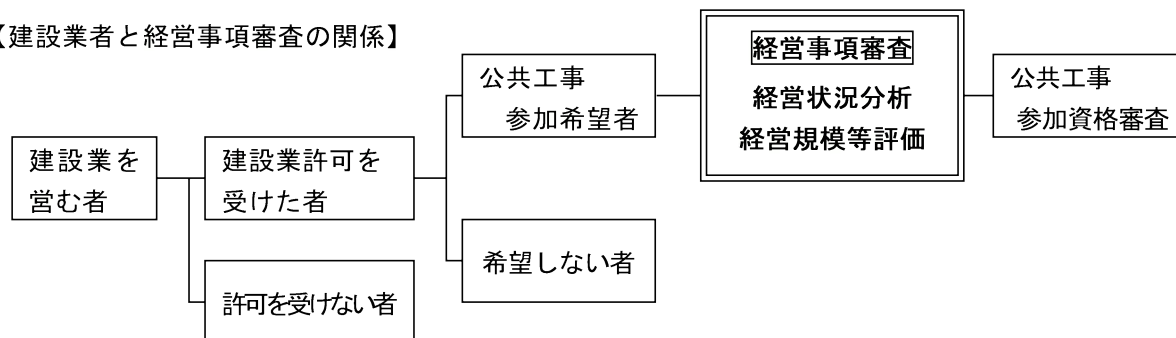 【建設業者と経営事項審査の関係】
建設業を
営む者
建設業許可を
受けた者
許可を受けない者
公共工事
参加希望者
希望しない者
経営事項審査
経営状況分析
経営規模等評価
公共工事
参加資格審査